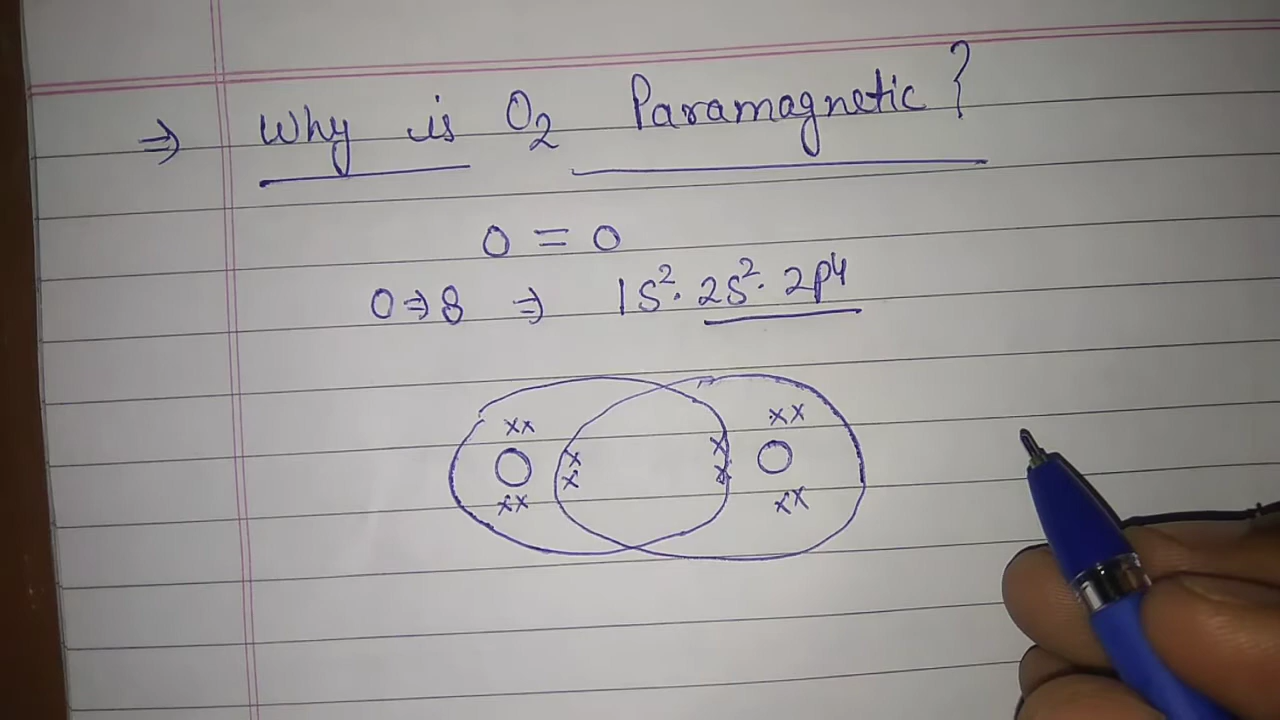 ⇒ Why is O₂ Paramagnetic?
O = O
O⇒8 ⇒ 1S². 2S². 2P⁴
xx xx
O x x x x O
xx xx